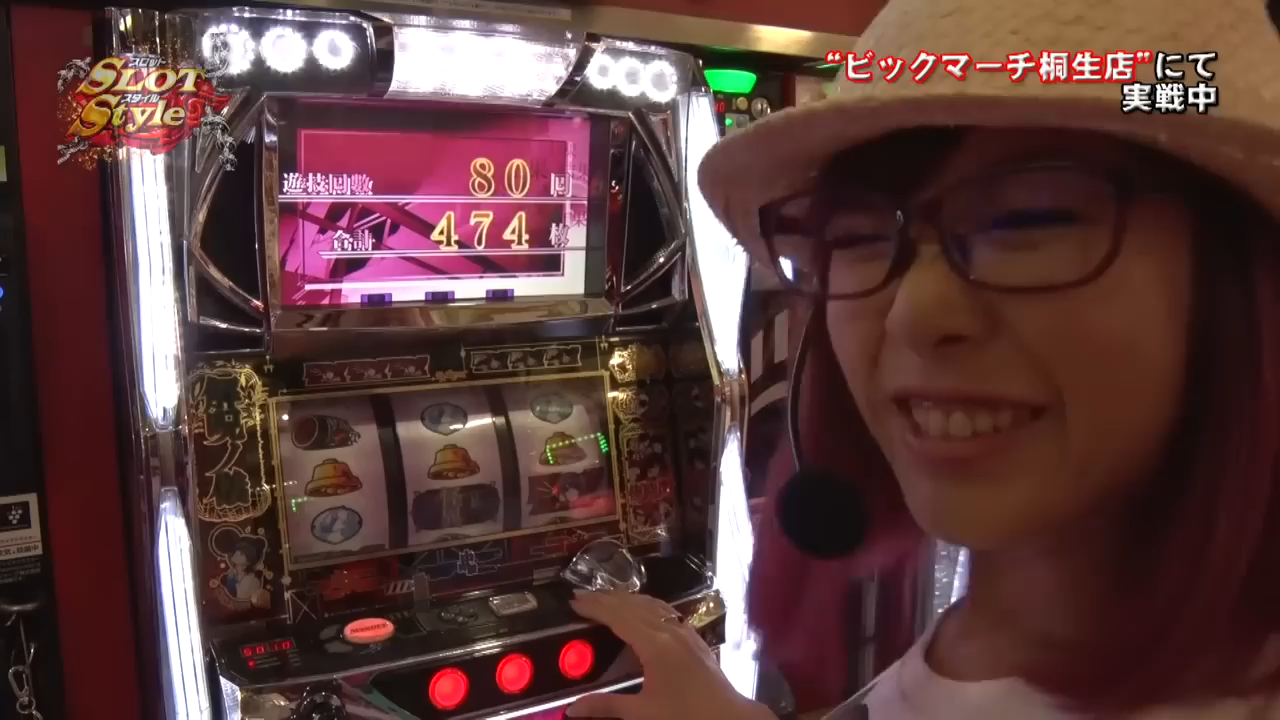 スロット
SLOT
スタイル
Style
“ビックマーチ桐生店”にて
実戦中
遊技回数 80 回
合計 474 枚